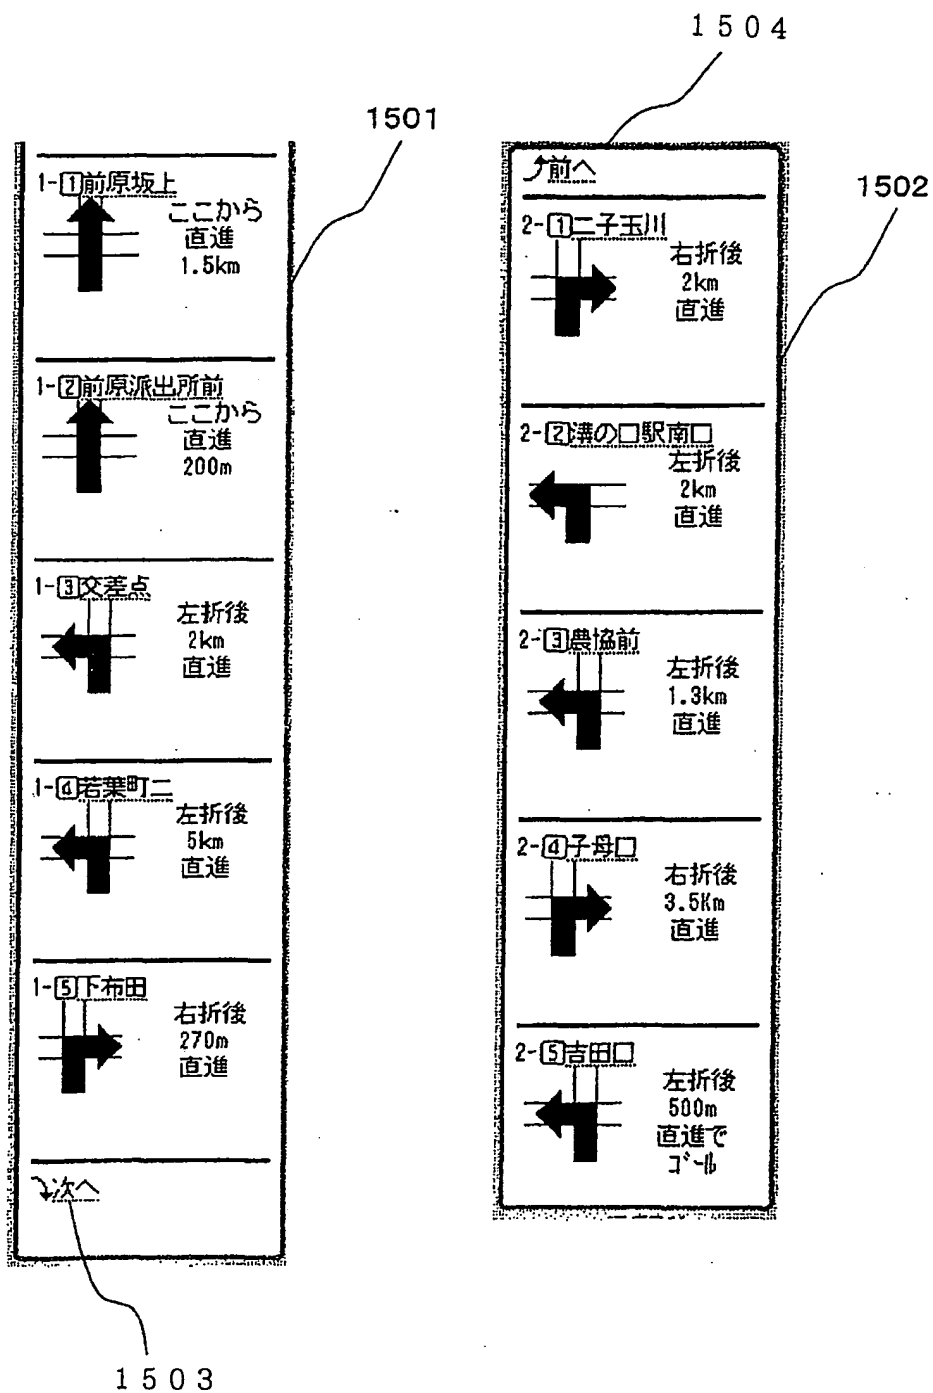 1504
1501
1502
1-1前原坂上
ここから
直進
1.5km
1-2前原派出所前
ここから
直進
200m
1-3交差点
左折後
2km
直進
1-4若葉町二
左折後
5km
直進
1-5下布田
右折後
270m
直進
次へ
1503
前へ
2-1二子玉川
右折後
2km
直進
2-2溝の口駅南口
左折後
2km
直進
2-3農協前
左折後
1.3km
直進
2-4子母口
右折後
3.5Km
直進
2-5吉田口
左折後
500m
直進で
ｺﾞｰﾙ